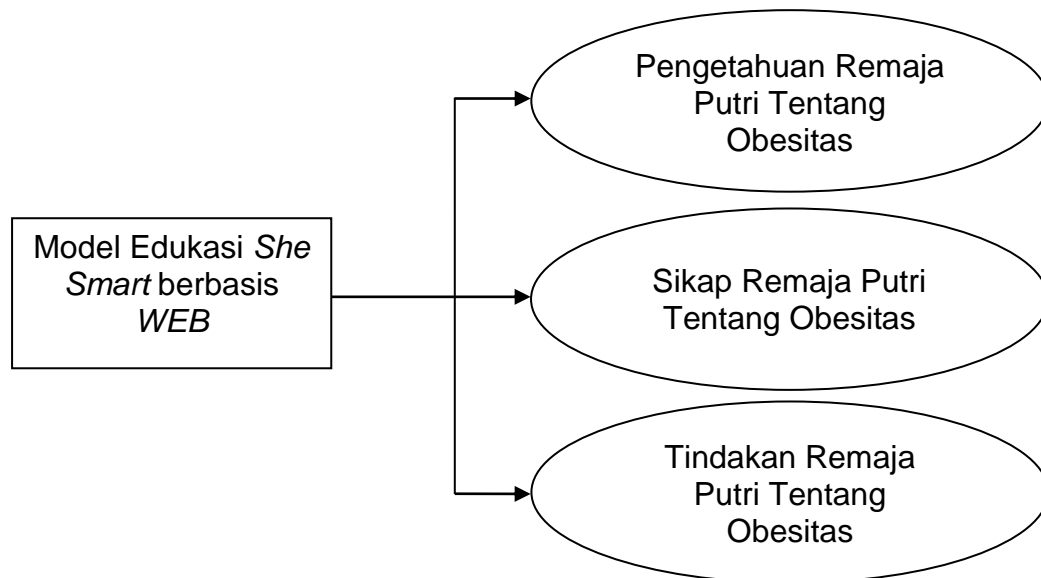 Pengetahuan Remaja
Putri Tentang
Obesitas
Model Edukasi She
Smart berbasis
WEB
Sikap Remaja Putri
Tentang Obesitas
Tindakan Remaja
Putri Tentang
Obesitas